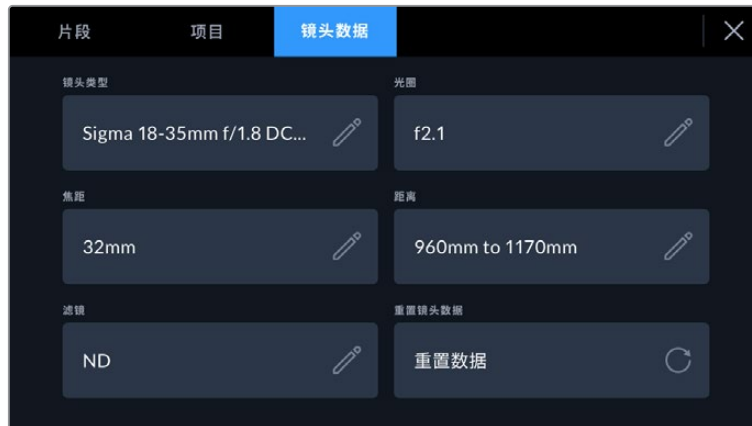 片段 项目 镜头数据
镜头类型 光圈
Sigma 18-35mm f/1.8 DC... f2.1
焦距 距离
32mm 960mm to 1170mm
滤镜 重置镜头数据
ND 重置数据